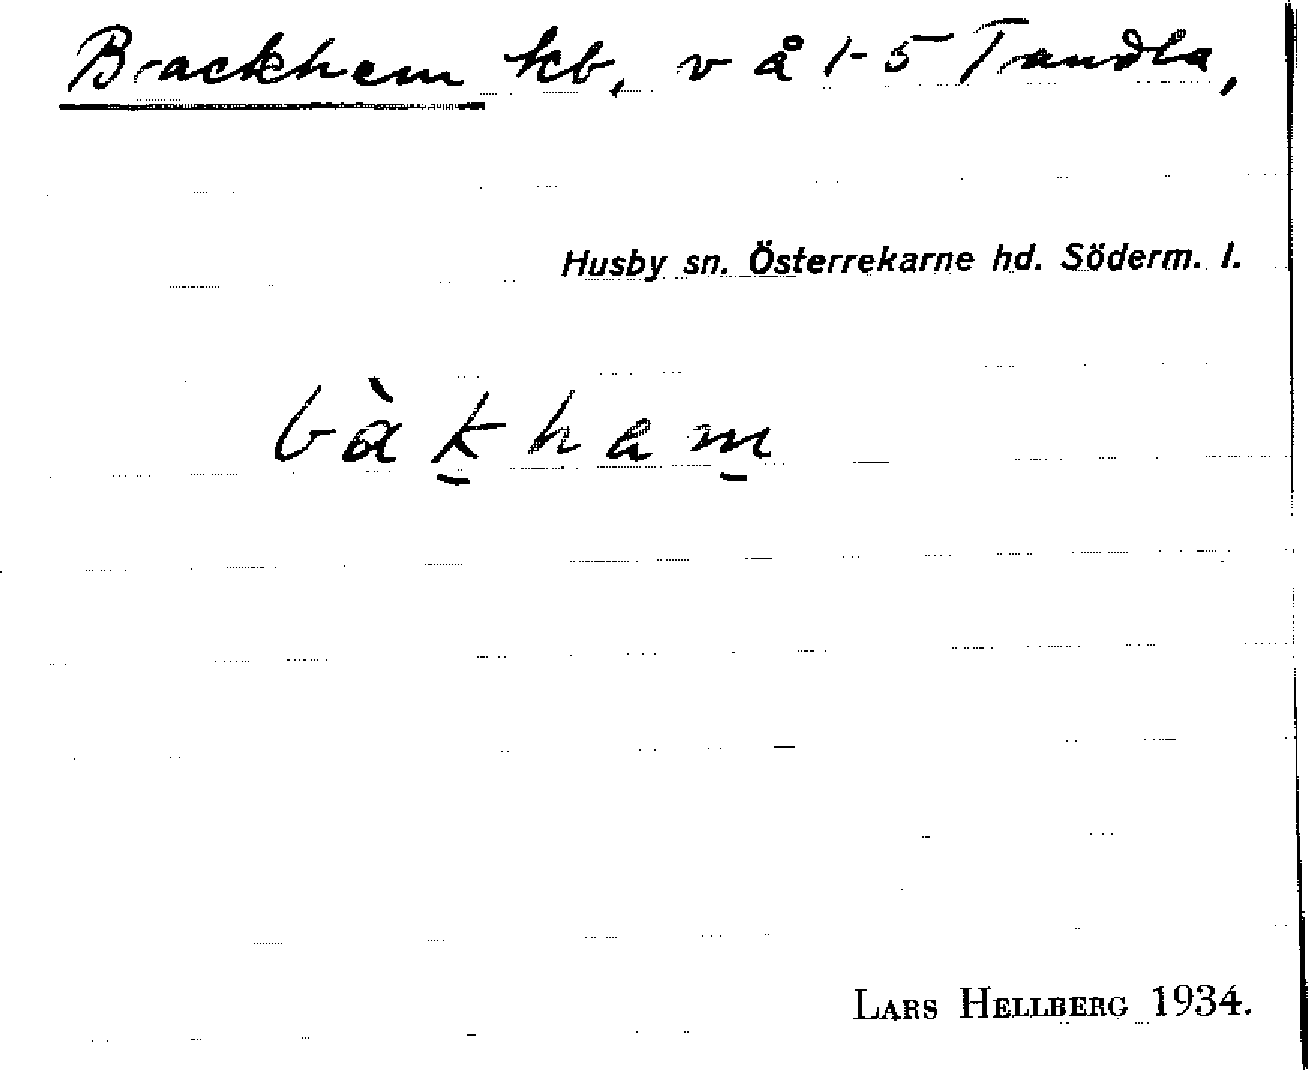 Brackhem kb, v å 1-5 Tandla,
Husby sn. Österrekarne hd. Söderm. l.
bàkham
LARS HELLBERG 1934.